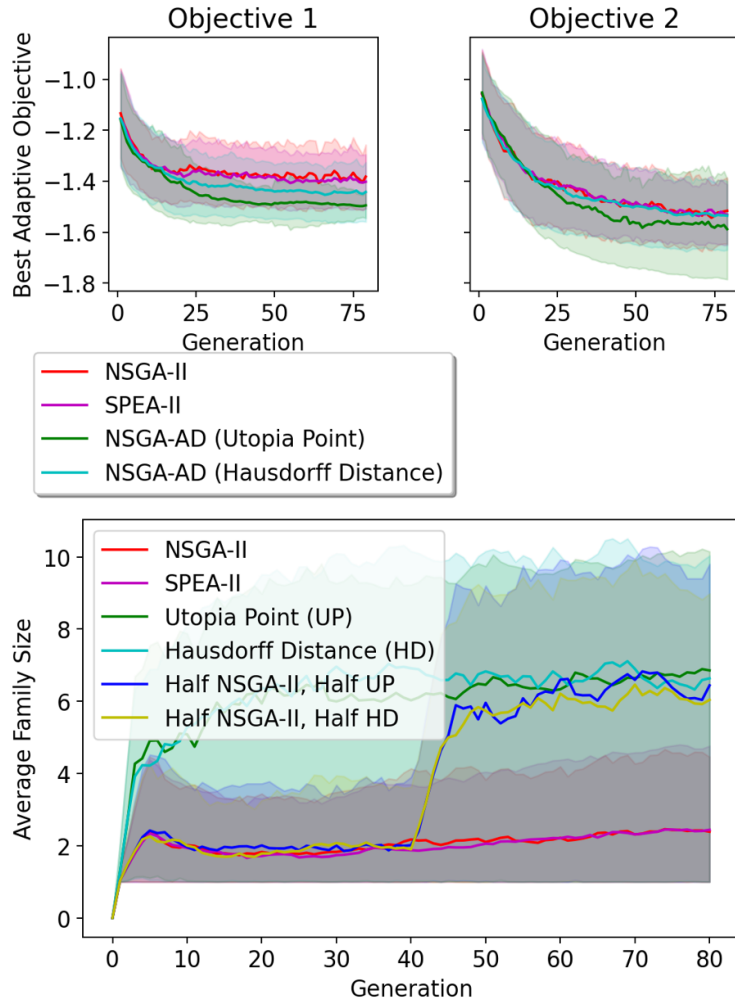 Objective 1
Objective 2
Best Adaptive Objective
−1.0
−1.2
−1.4
−1.6
−1.8
0
25
50
75
Generation
0
25
50
75
Generation
NSGA-II
SPEA-II
NSGA-AD (Utopia Point)
NSGA-AD (Hausdorff Distance)
Average Family Size
10
8
6
4
2
0
NSGA-II
SPEA-II
Utopia Point (UP)
Hausdorff Distance (HD)
Half NSGA-II, Half UP
Half NSGA-II, Half HD
0
10
20
30
40
50
60
70
80
Generation